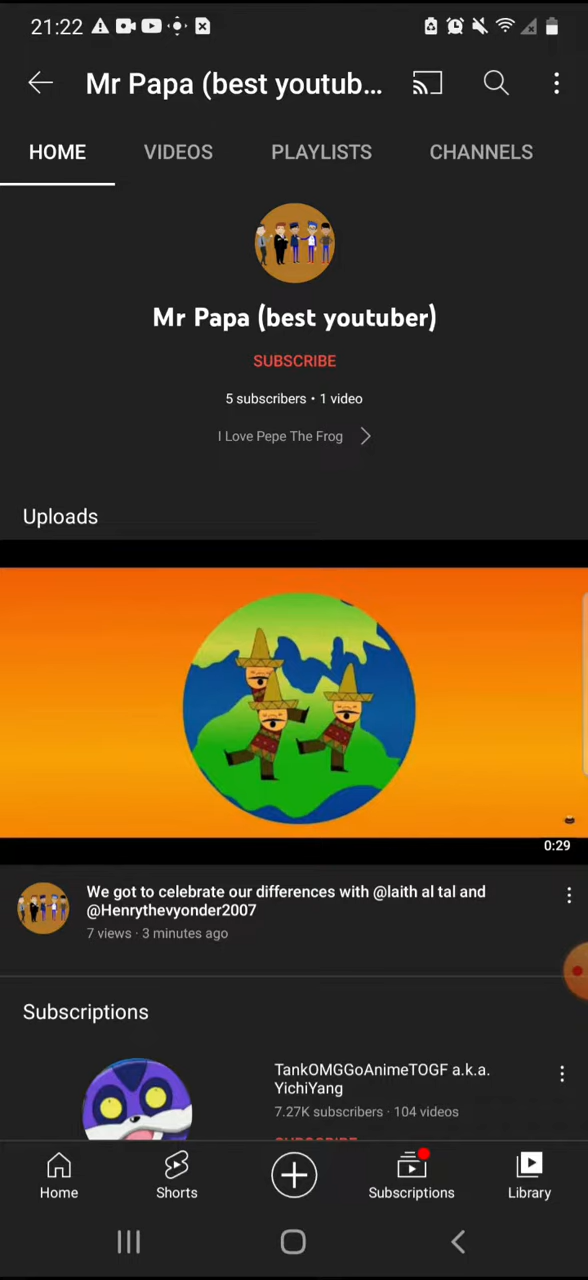 21:22
Mr Papa (best youtub...
HOME VIDEOS PLAYLISTS CHANNELS
Mr Papa (best youtuber)
SUBSCRIBE
5 subscribers • 1 video
I Love Pepe The Frog
Uploads
0:29
We got to celebrate our differences with @laith al tal and
@Henrythevyonder2007
7 views · 3 minutes ago
Subscriptions
TankOMGGoAnimeTOGF a.k.a.
YichiYang
7.27K subscribers · 104 videos
SUBSCRIBE
Home Shorts Subscriptions Library